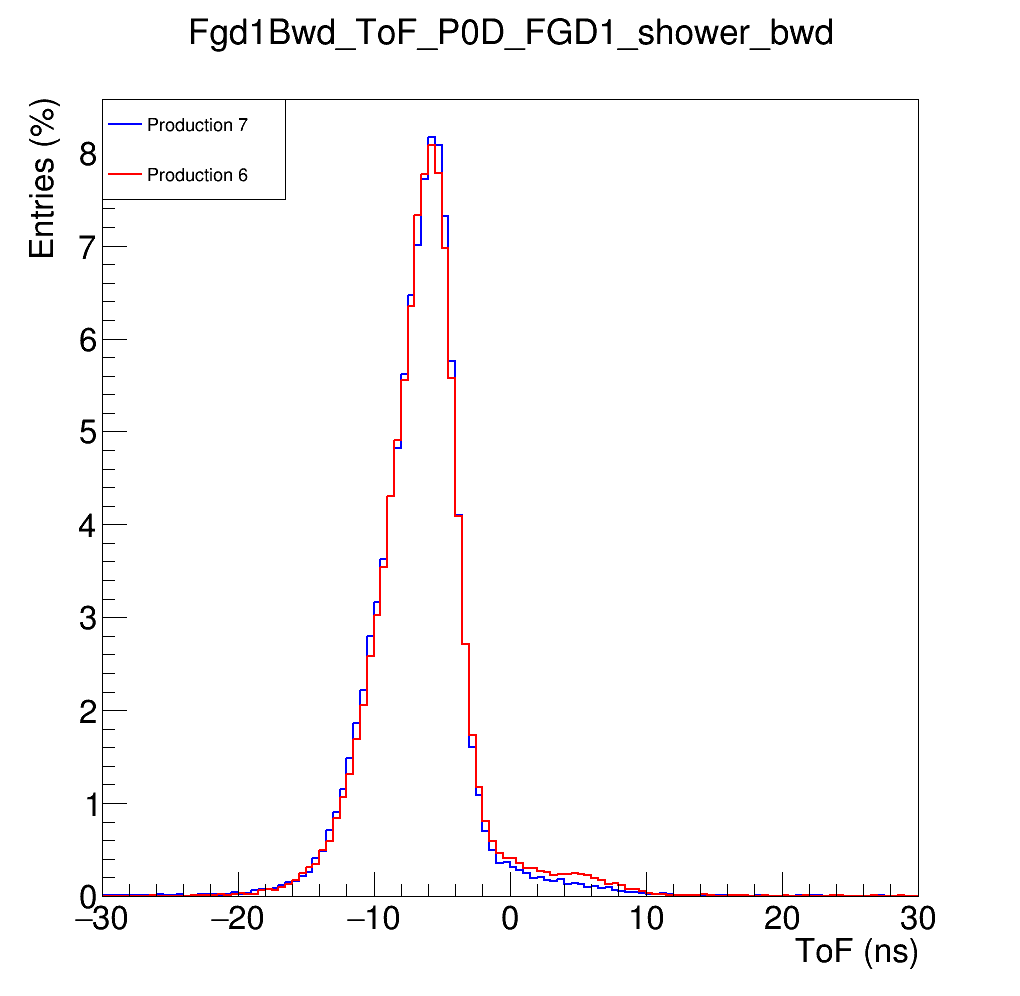 Fgd1Bwd_ToF_P0D_FGD1_shower_bwd
Entries (%)
Production 7
Production 6
8
7
6
5
4
3
2
1
0
−30 −20 −10 0 10 20 30
ToF (ns)